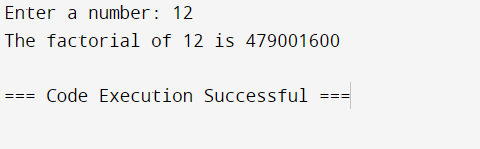 Enter a number: 12
The factorial of 12 is 479001600
=== Code Execution Successful ===